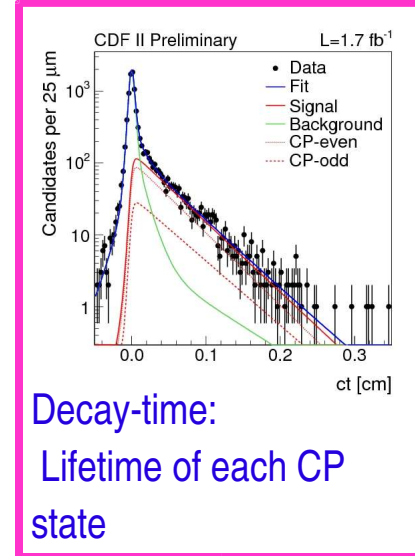 CDF II Preliminary L=1.7 fb⁻¹
Candidates per 25 μm
10³
10²
10
1
Data
Fit
Signal
Background
CP-even
CP-odd
0.0 0.1 0.2 0.3
ct [cm]
Decay-time:
Lifetime of each CP
state